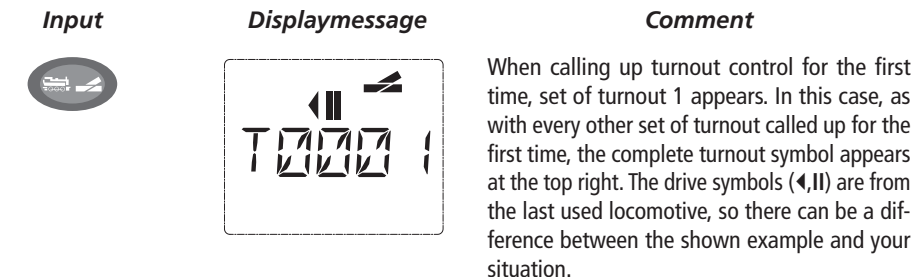 Input Displaymessage Comment
T0001
When calling up turnout control for the first
time, set of turnout 1 appears. In this case, as
with every other set of turnout called up for the
first time, the complete turnout symbol appears
at the top right. The drive symbols (◀,II) are from
the last used locomotive, so there can be a dif-
ference between the shown example and your
situation.